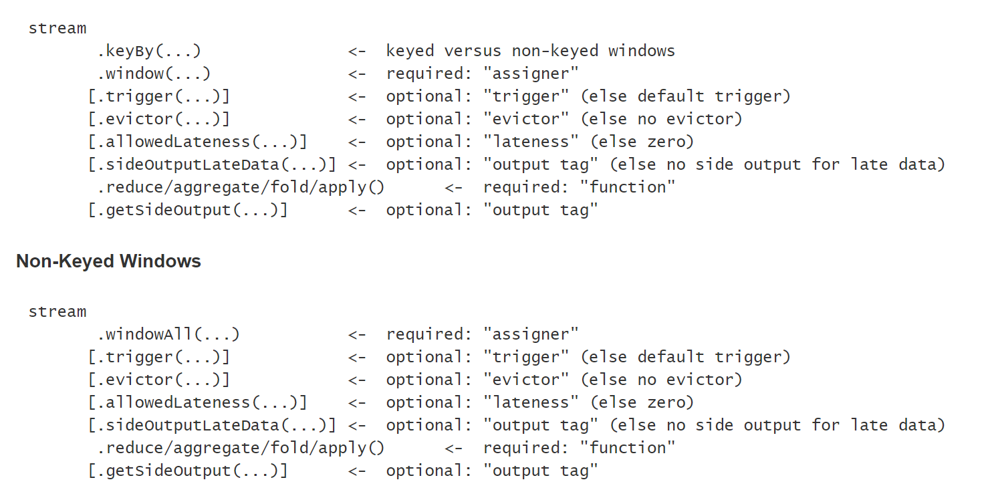 stream
.keyBy(...) <- keyed versus non-keyed windows
.window(...) <- required: "assigner"
[.trigger(...)] <- optional: "trigger" (else default trigger)
[.evictor(...)] <- optional: "evictor" (else no evictor)
[.allowedLateness(...)] <- optional: "lateness" (else zero)
[.sideOutputLateData(...)] <- optional: "output tag" (else no side output for late data)
.reduce/aggregate/fold/apply() <- required: "function"
[.getSideOutput(...)] <- optional: "output tag"
Non-Keyed Windows
stream
.windowAll(...) <- required: "assigner"
[.trigger(...)] <- optional: "trigger" (else default trigger)
[.evictor(...)] <- optional: "evictor" (else no evictor)
[.allowedLateness(...)] <- optional: "lateness" (else zero)
[.sideOutputLateData(...)] <- optional: "output tag" (else no side output for late data)
.reduce/aggregate/fold/apply() <- required: "function"
[.getSideOutput(...)] <- optional: "output tag"